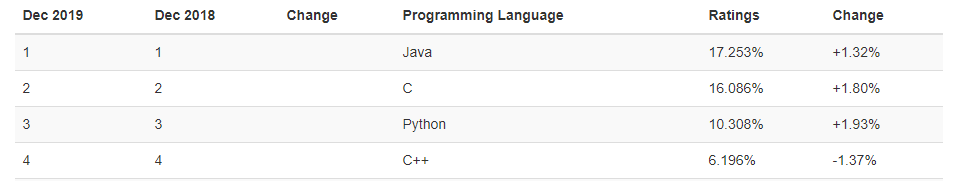 Dec 2019 Dec 2018 Change Programming Language Ratings Change
1 1 Java 17.253% +1.32%
2 2 C 16.086% +1.80%
3 3 Python 10.308% +1.93%
4 4 C++ 6.196% -1.37%